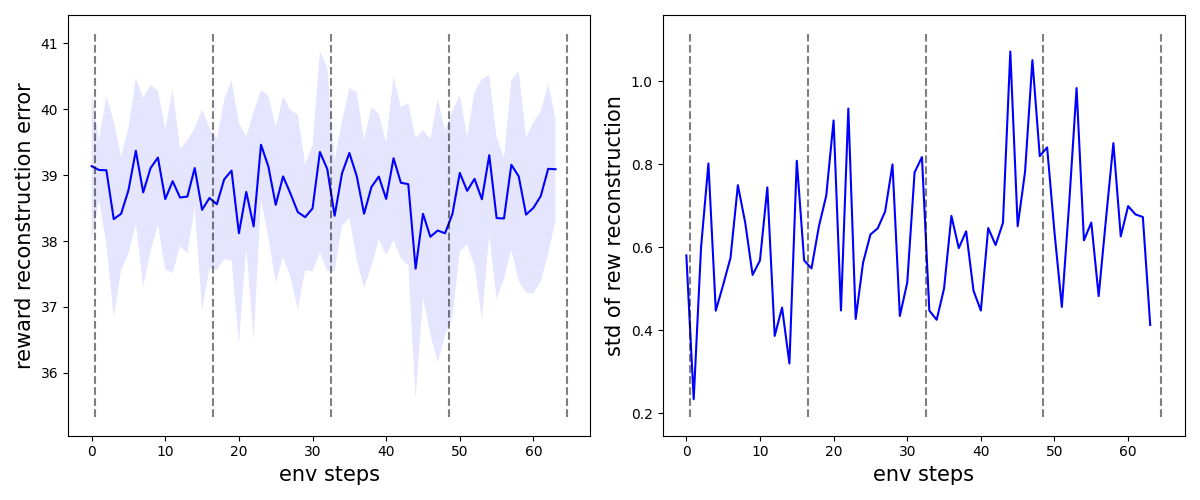 reward reconstruction error
41
40
39
38
37
36
0 10 20 30 40 50 60
env steps
std of rew reconstruction
1.0
0.8
0.6
0.4
0.2
0 10 20 30 40 50 60
env steps